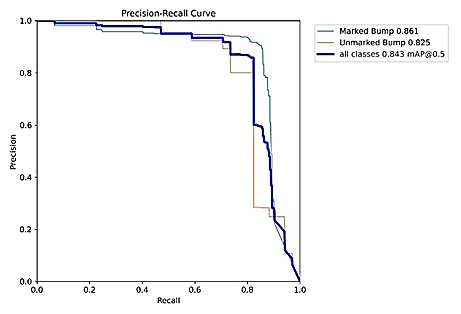 Precision-Recall Curve
Marked Bump 0.861
Unmarked Bump 0.825
all classes 0.843 mAP@0.5
1.0
0.8
0.6
0.4
0.2
0.0
Precision
0.0 0.2 0.4 0.6 0.8 1.0
Recall